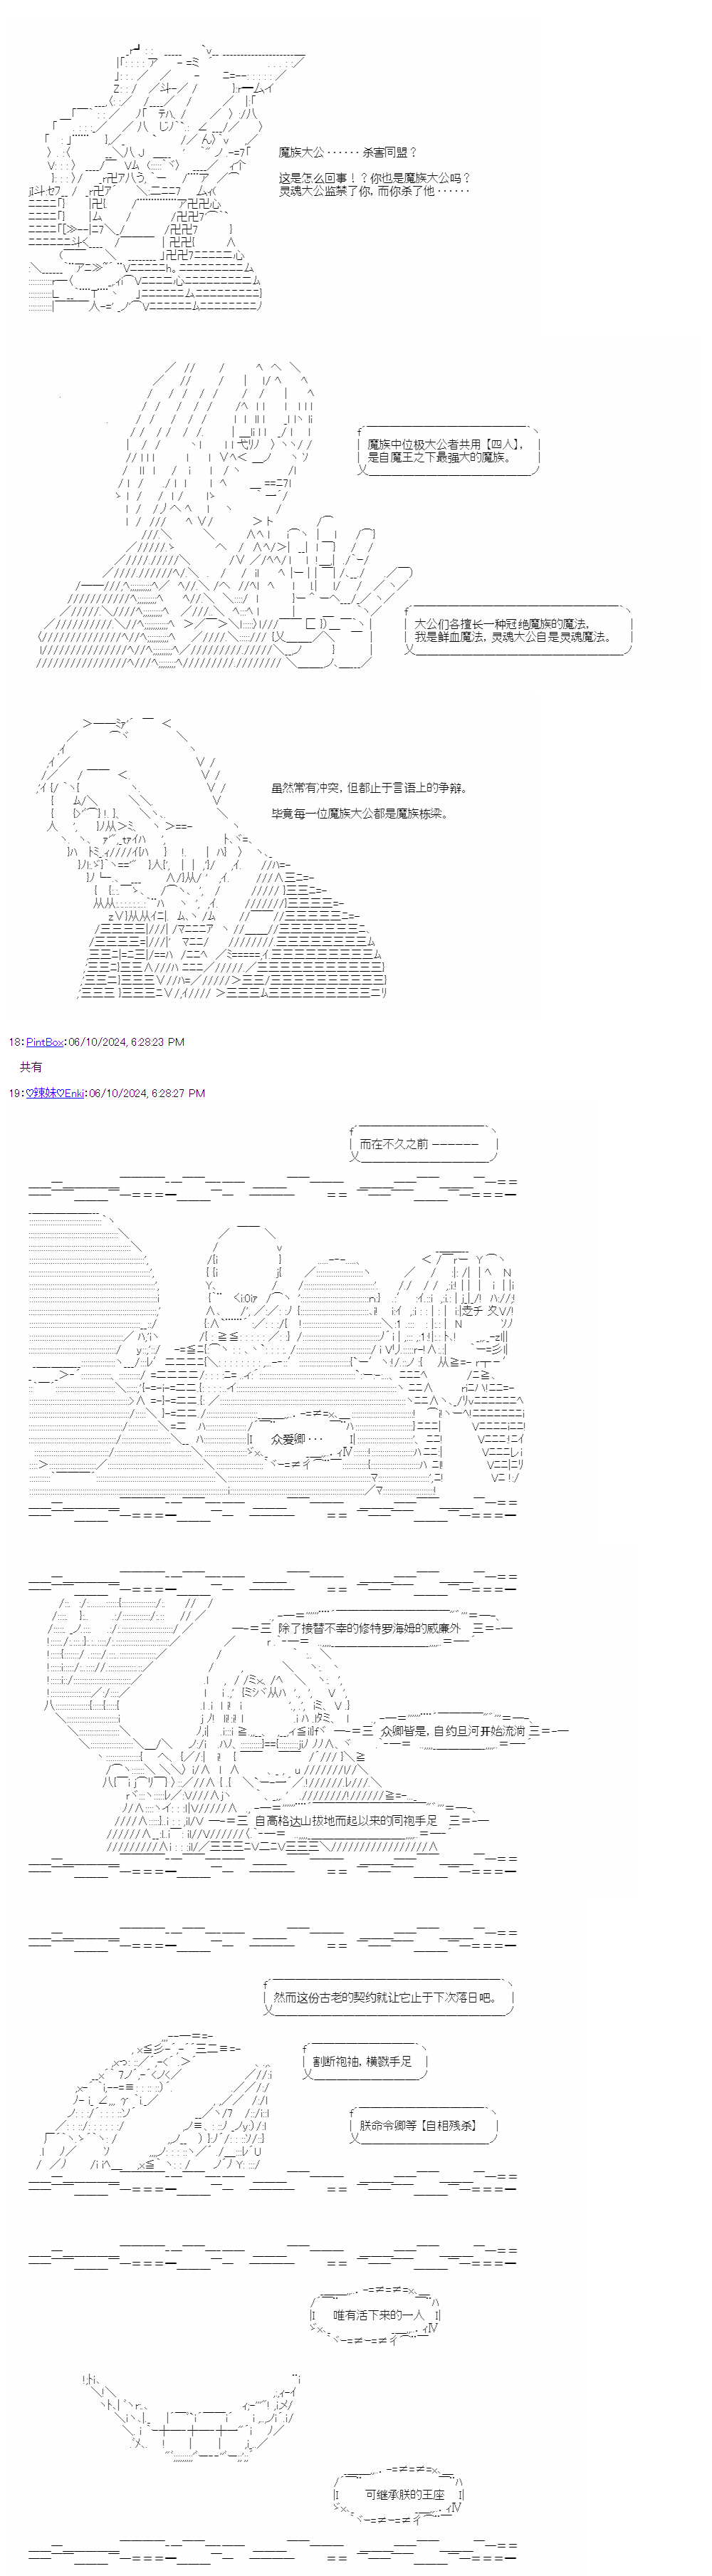 魔族大公······杀害同盟？
这是怎么回事！？你也是魔族大公吗？
灵魂大公监禁了你，而你杀了他······
魔族中位极大公者共用【四人】，
是自魔王之下最强大的魔族。
大公们各擅长一种冠绝魔族的魔法，
我是鲜血魔法，灵魂大公自是灵魂魔法。
虽然常有冲突，但都止于言语上的争辩。
毕竟每一位魔族大公都是魔族栋梁。
18：PintBox：06/10/2024, 6:28:23 PM
共有
19：♡辣妹♡Enki：06/10/2024, 6:28:27 PM
而在不久之前 ------
众爱卿···
除了接替不幸的修特罗海姆的威廉外
众卿皆是，自约旦河开始流淌
自高格达山拔地而起以来的同袍手足
然而这份古老的契约就让它止于下次落日吧。
割断袍袖，横戮手足
朕命令卿等【自相残杀】
唯有活下来的一人
可继承朕的王座